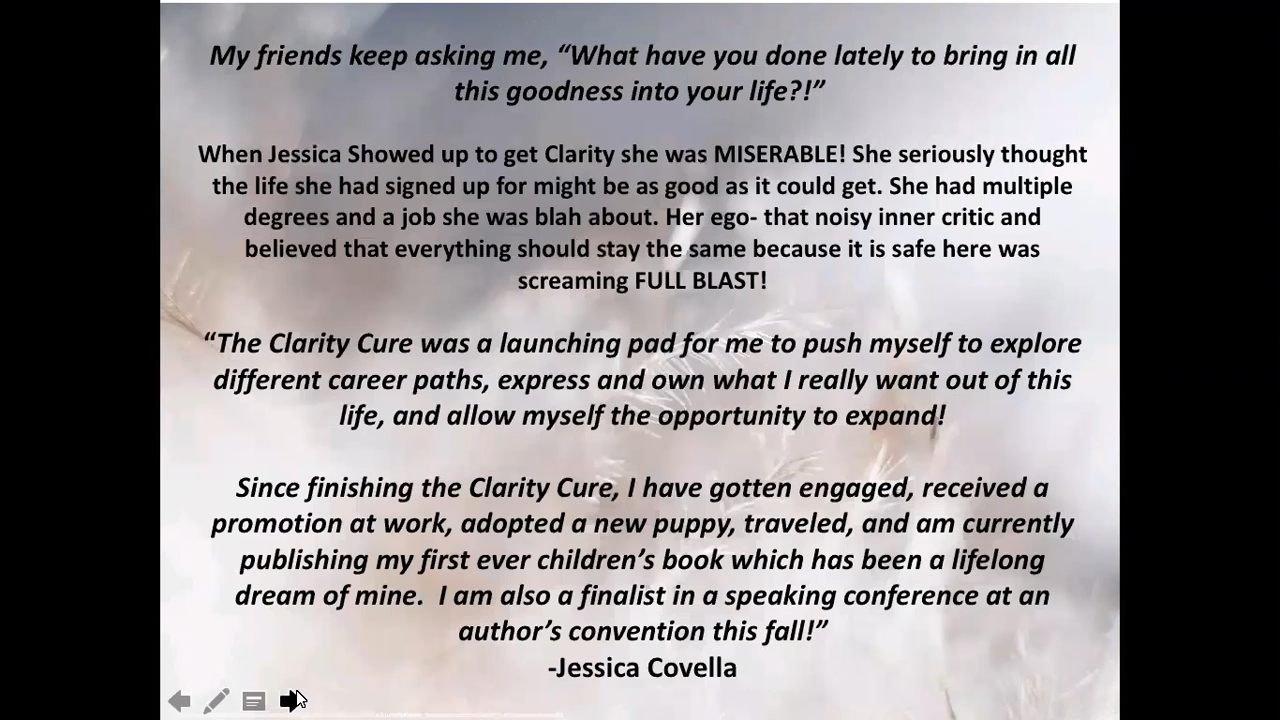 My friends keep asking me, “What have you done lately to bring in all
this goodness into your life?!”
When Jessica Showed up to get Clarity she was MISERABLE! She seriously thought
the life she had signed up for might be as good as it could get. She had multiple
degrees and a job she was blah about. Her ego- that noisy inner critic and
believed that everything should stay the same because it is safe here was
screaming FULL BLAST!
“The Clarity Cure was a launching pad for me to push myself to explore
different career paths, express and own what I really want out of this
life, and allow myself the opportunity to expand!
Since finishing the Clarity Cure, I have gotten engaged, received a
promotion at work, adopted a new puppy, traveled, and am currently
publishing my first ever children’s book which has been a lifelong
dream of mine.  I am also a finalist in a speaking conference at an
author’s convention this fall!”
-Jessica Covella